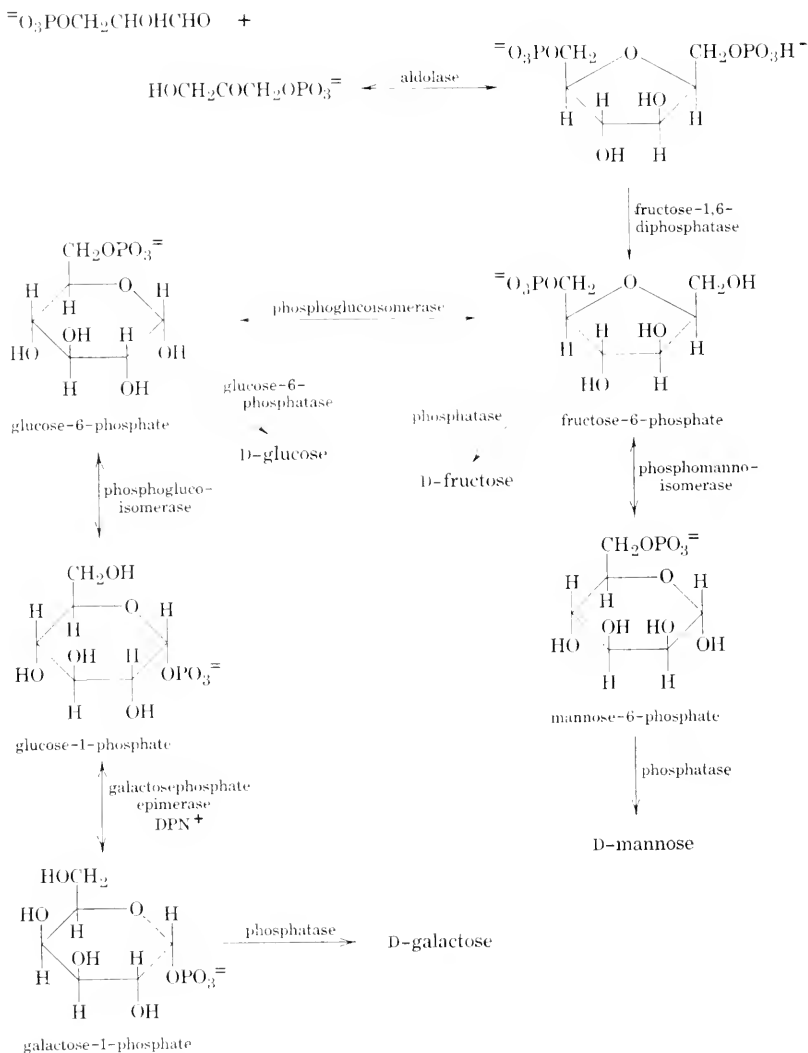 =O₃POCH₂CHOHCHO +
HOCH₂COCH₂OPO₃= aldolase =O₃POCH₂ O CH₂OPO₃H-
H HO
H H
OH H
fructose-1,6-
diphosphatase
CH₂OPO₃=
H O H
H
OH H
HO OH
H OH
glucose-6-phosphate
phosphoglucoisomerase
=O₃POCH₂ O CH₂OH
H HO
H H
HO H
fructose-6-phosphate
glucose-6-
phosphatase
D-glucose
phosphatase
D-fructose
phosphogluco-
isomerase
phosphomanno-
isomerase
CH₂OH
H O H
H
OH H
HO OPO₃=
H OH
glucose-1-phosphate
CH₂OPO₃=
H O H
H
OH HO
HO OH
H H
mannose-6-phosphate
galactosephosphate
epimerase
DPN+
phosphatase
D-mannose
HOCH₂
HO O H
H
OH H
H OPO₃=
H OH
galactose-1-phosphate
phosphatase
D-galactose